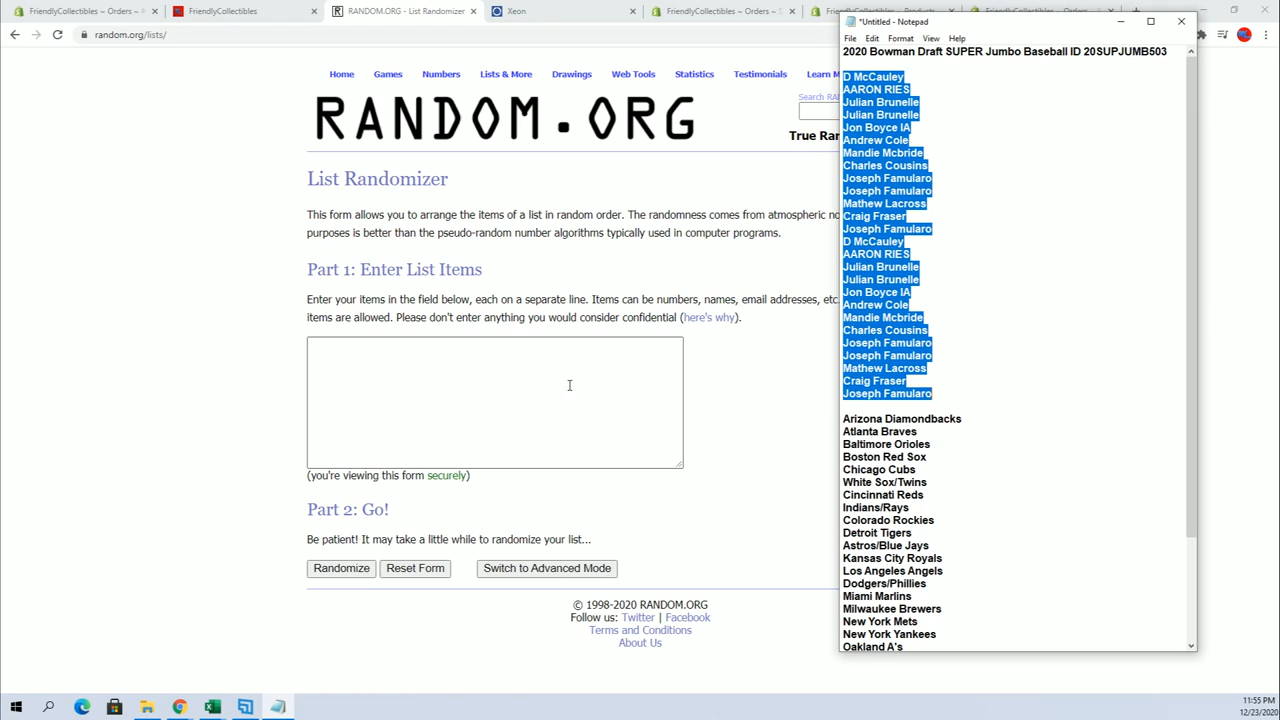 FriendlyCollectibles ~ Orders ~
FriendlyCollectibles
RANDOM.ORG - List Randomizer
Xeon
FriendlyCollectibles ~ Orders ~ S
FriendlyCollectibles ~ Products
FriendlyCollectibles ~ Orders
random.org/lists/
Home
Games
Numbers
Lists & More
Drawings
Web Tools
Statistics
Testimonials
Learn M
Search RA
RANDOM.ORG
True Ran
List Randomizer
This form allows you to arrange the items of a list in random order. The randomness comes from atmospheric no
purposes is better than the pseudo-random number algorithms typically used in computer programs.
Part 1: Enter List Items
Enter your items in the field below, each on a separate line. Items can be numbers, names, email addresses, etc.
items are allowed. Please don't enter anything you would consider confidential (here's why).
(you're viewing this form securely)
Part 2: Go!
Be patient! It may take a little while to randomize your list...
Randomize
Reset Form
Switch to Advanced Mode
© 1998-2020 RANDOM.ORG
Follow us: Twitter | Facebook
Terms and Conditions
About Us
*Untitled - Notepad
File Edit Format View Help
2020 Bowman Draft SUPER Jumbo Baseball ID 20SUPJUMB503
D McCauley
AARON RIES
Julian Brunelle
Julian Brunelle
Jon Boyce IA
Andrew Cole
Mandie Mcbride
Charles Cousins
Joseph Famularo
Joseph Famularo
Mathew Lacross
Craig Fraser
Joseph Famularo
D McCauley
AARON RIES
Julian Brunelle
Julian Brunelle
Jon Boyce IA
Andrew Cole
Mandie Mcbride
Charles Cousins
Joseph Famularo
Joseph Famularo
Mathew Lacross
Craig Fraser
Joseph Famularo
Arizona Diamondbacks
Atlanta Braves
Baltimore Orioles
Boston Red Sox
Chicago Cubs
White Sox/Twins
Cincinnati Reds
Indians/Rays
Colorado Rockies
Detroit Tigers
Astros/Blue Jays
Kansas City Royals
Los Angeles Angels
Dodgers/Phillies
Miami Marlins
Milwaukee Brewers
New York Mets
New York Yankees
Oakland A's
11:55 PM
12/23/2020